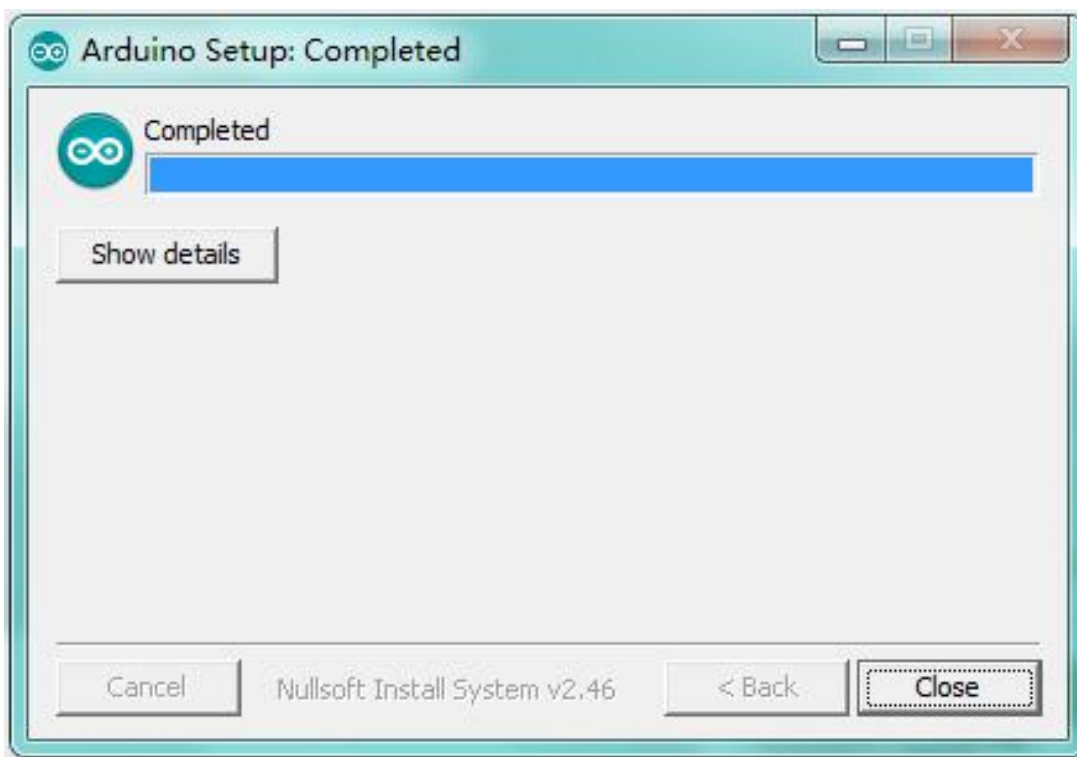 Arduino Setup: Completed
Completed
Show details
Cancel Nullsoft Install System v2.46 < Back Close